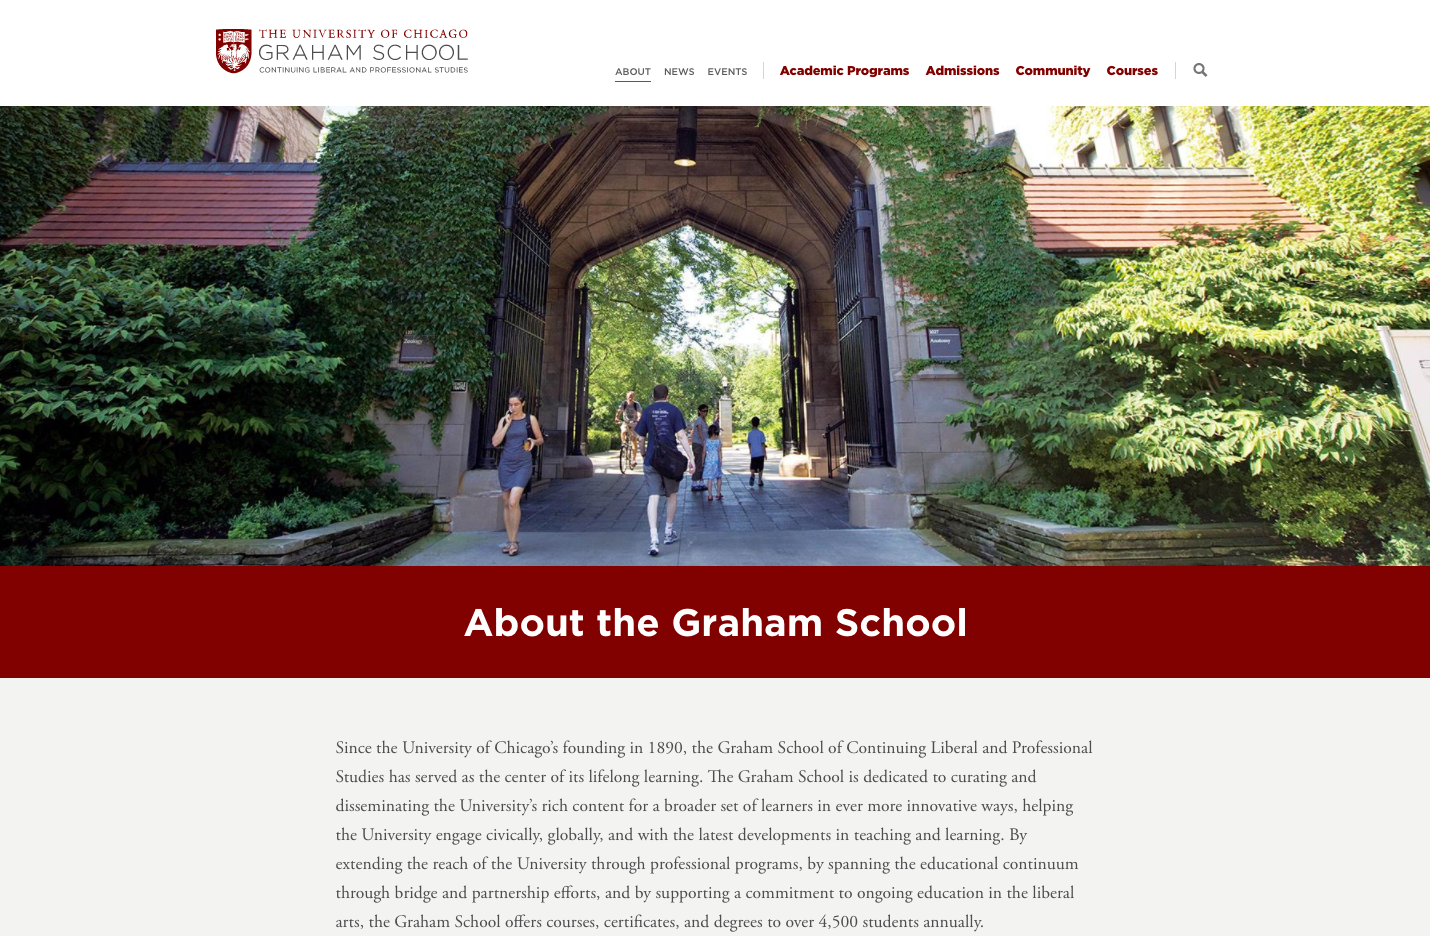 THE UNIVERSITY OF CHICAGO
GRAHAM SCHOOL
CONTINUING LIBERAL AND PROFESSIONAL STUDIES
ABOUT NEWS EVENTS Academic Programs Admissions Community Courses
Zoology
Anatomy
About the Graham School
Since the University of Chicago’s founding in 1890, the Graham School of Continuing Liberal and Professional
Studies has served as the center of its lifelong learning. The Graham School is dedicated to curating and
disseminating the University’s rich content for a broader set of learners in ever more innovative ways, helping
the University engage civically, globally, and with the latest developments in teaching and learning. By
extending the reach of the University through professional programs, by spanning the educational continuum
through bridge and partnership efforts, and by supporting a commitment to ongoing education in the liberal
arts, the Graham School offers courses, certificates, and degrees to over 4,500 students annually.